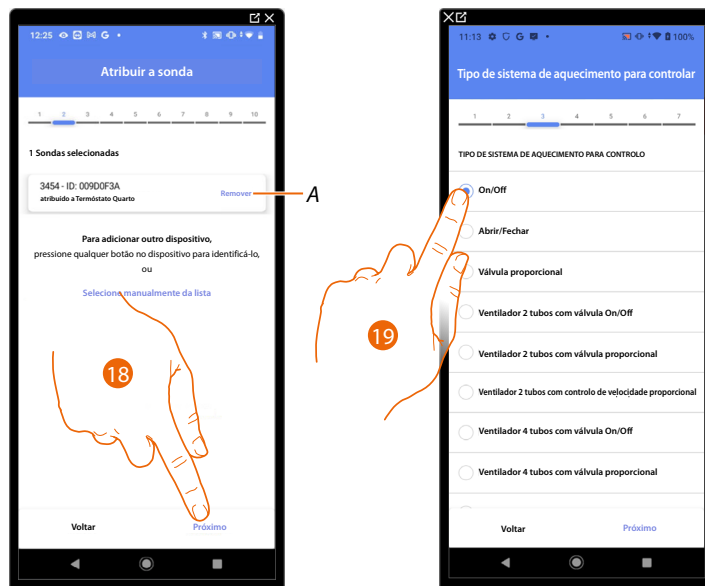 12:25 G
Atribuir a sonda
1 2 3 4 5 6 7 8 9 10
1 Sondas selecionadas
3454 - ID: 009D0F3A
atribuído a Termóstato Quarto
Remover
A
Para adicionar outro dispositivo,
pressione qualquer botão no dispositivo para identificá-lo,
ou
Selecione manualmente da lista
18
Voltar
Próximo
11:13 G
100%
Tipo de sistema de aquecimento para controlar
1 2 3 4 5 6 7
TIPO DE SISTEMA DE AQUECIMENTO PARA CONTROLO
On/Off
Abrir/Fechar
Válvula proporcional
Ventilador 2 tubos com válvula On/Off
19
Ventilador 2 tubos com válvula proporcional
Ventilador 2 tubos com controlo de velocidade proporcional
Ventilador 4 tubos com válvula On/Off
Ventilador 4 tubos com válvula proporcional
Voltar
Próximo